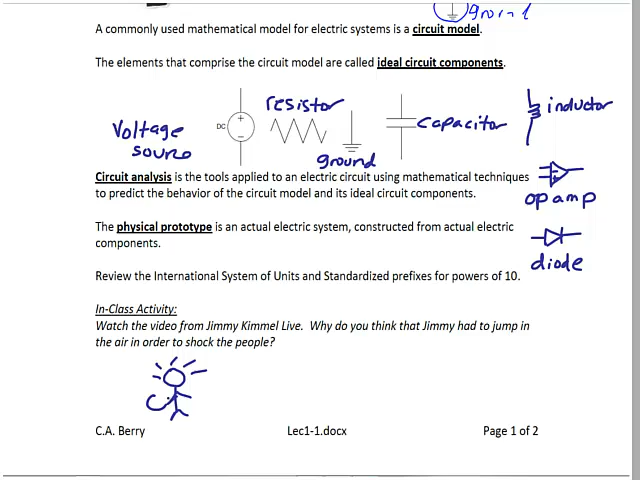 ground
A commonly used mathematical model for electric systems is a circuit model.
The elements that comprise the circuit model are called ideal circuit components.
resistor
inductor
DC
+
−
capacitor
Voltage
source
ground
Circuit analysis is the tools applied to an electric circuit using mathematical techniques
to predict the behavior of the circuit model and its ideal circuit components.
op amp
The physical prototype is an actual electric system, constructed from actual electric
components.
diode
Review the International System of Units and Standardized prefixes for powers of 10.
In-Class Activity:
Watch the video from Jimmy Kimmel Live. Why do you think that Jimmy had to jump in
the air in order to shock the people?
C.A. Berry Lec1-1.docx Page 1 of 2